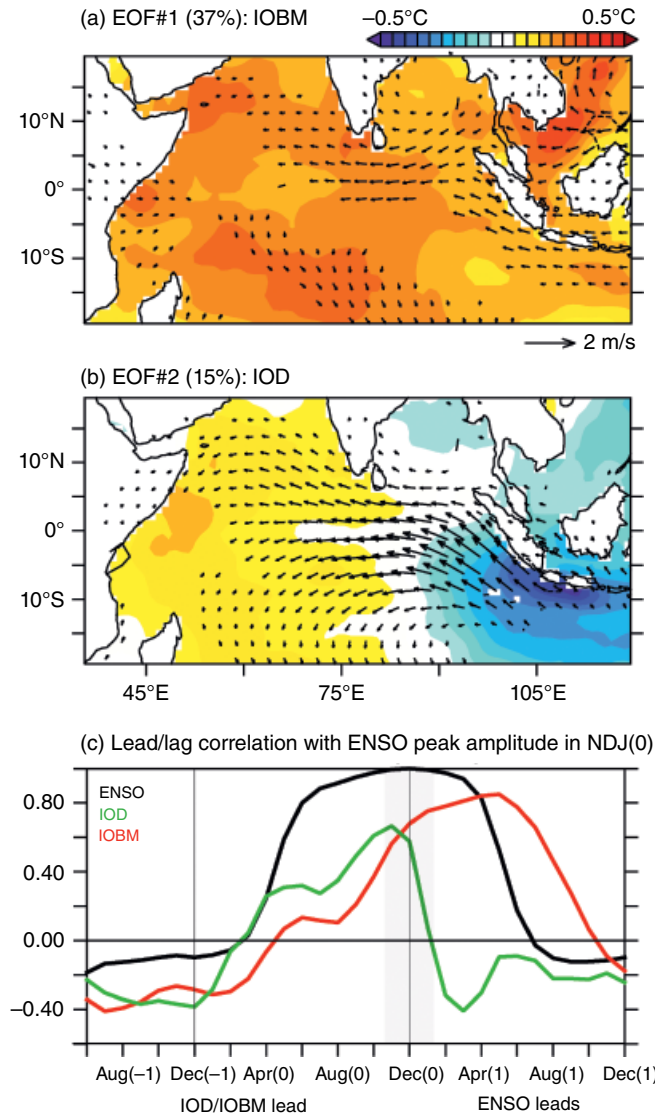 (a) EOF#1 (37%): IOBM
−0.5°C 0.5°C
10°N
0°
10°S
2 m/s
(b) EOF#2 (15%): IOD
10°N
0°
10°S
45°E 75°E 105°E
(c) Lead/lag correlation with ENSO peak amplitude in NDJ(0)
0.80
ENSO
IOD
IOBM
0.40
0.00
−0.40
Aug(−1) Dec(−1) Apr(0) Aug(0) Dec(0) Apr(1) Aug(1) Dec(1)
IOD/IOBM lead ENSO leads